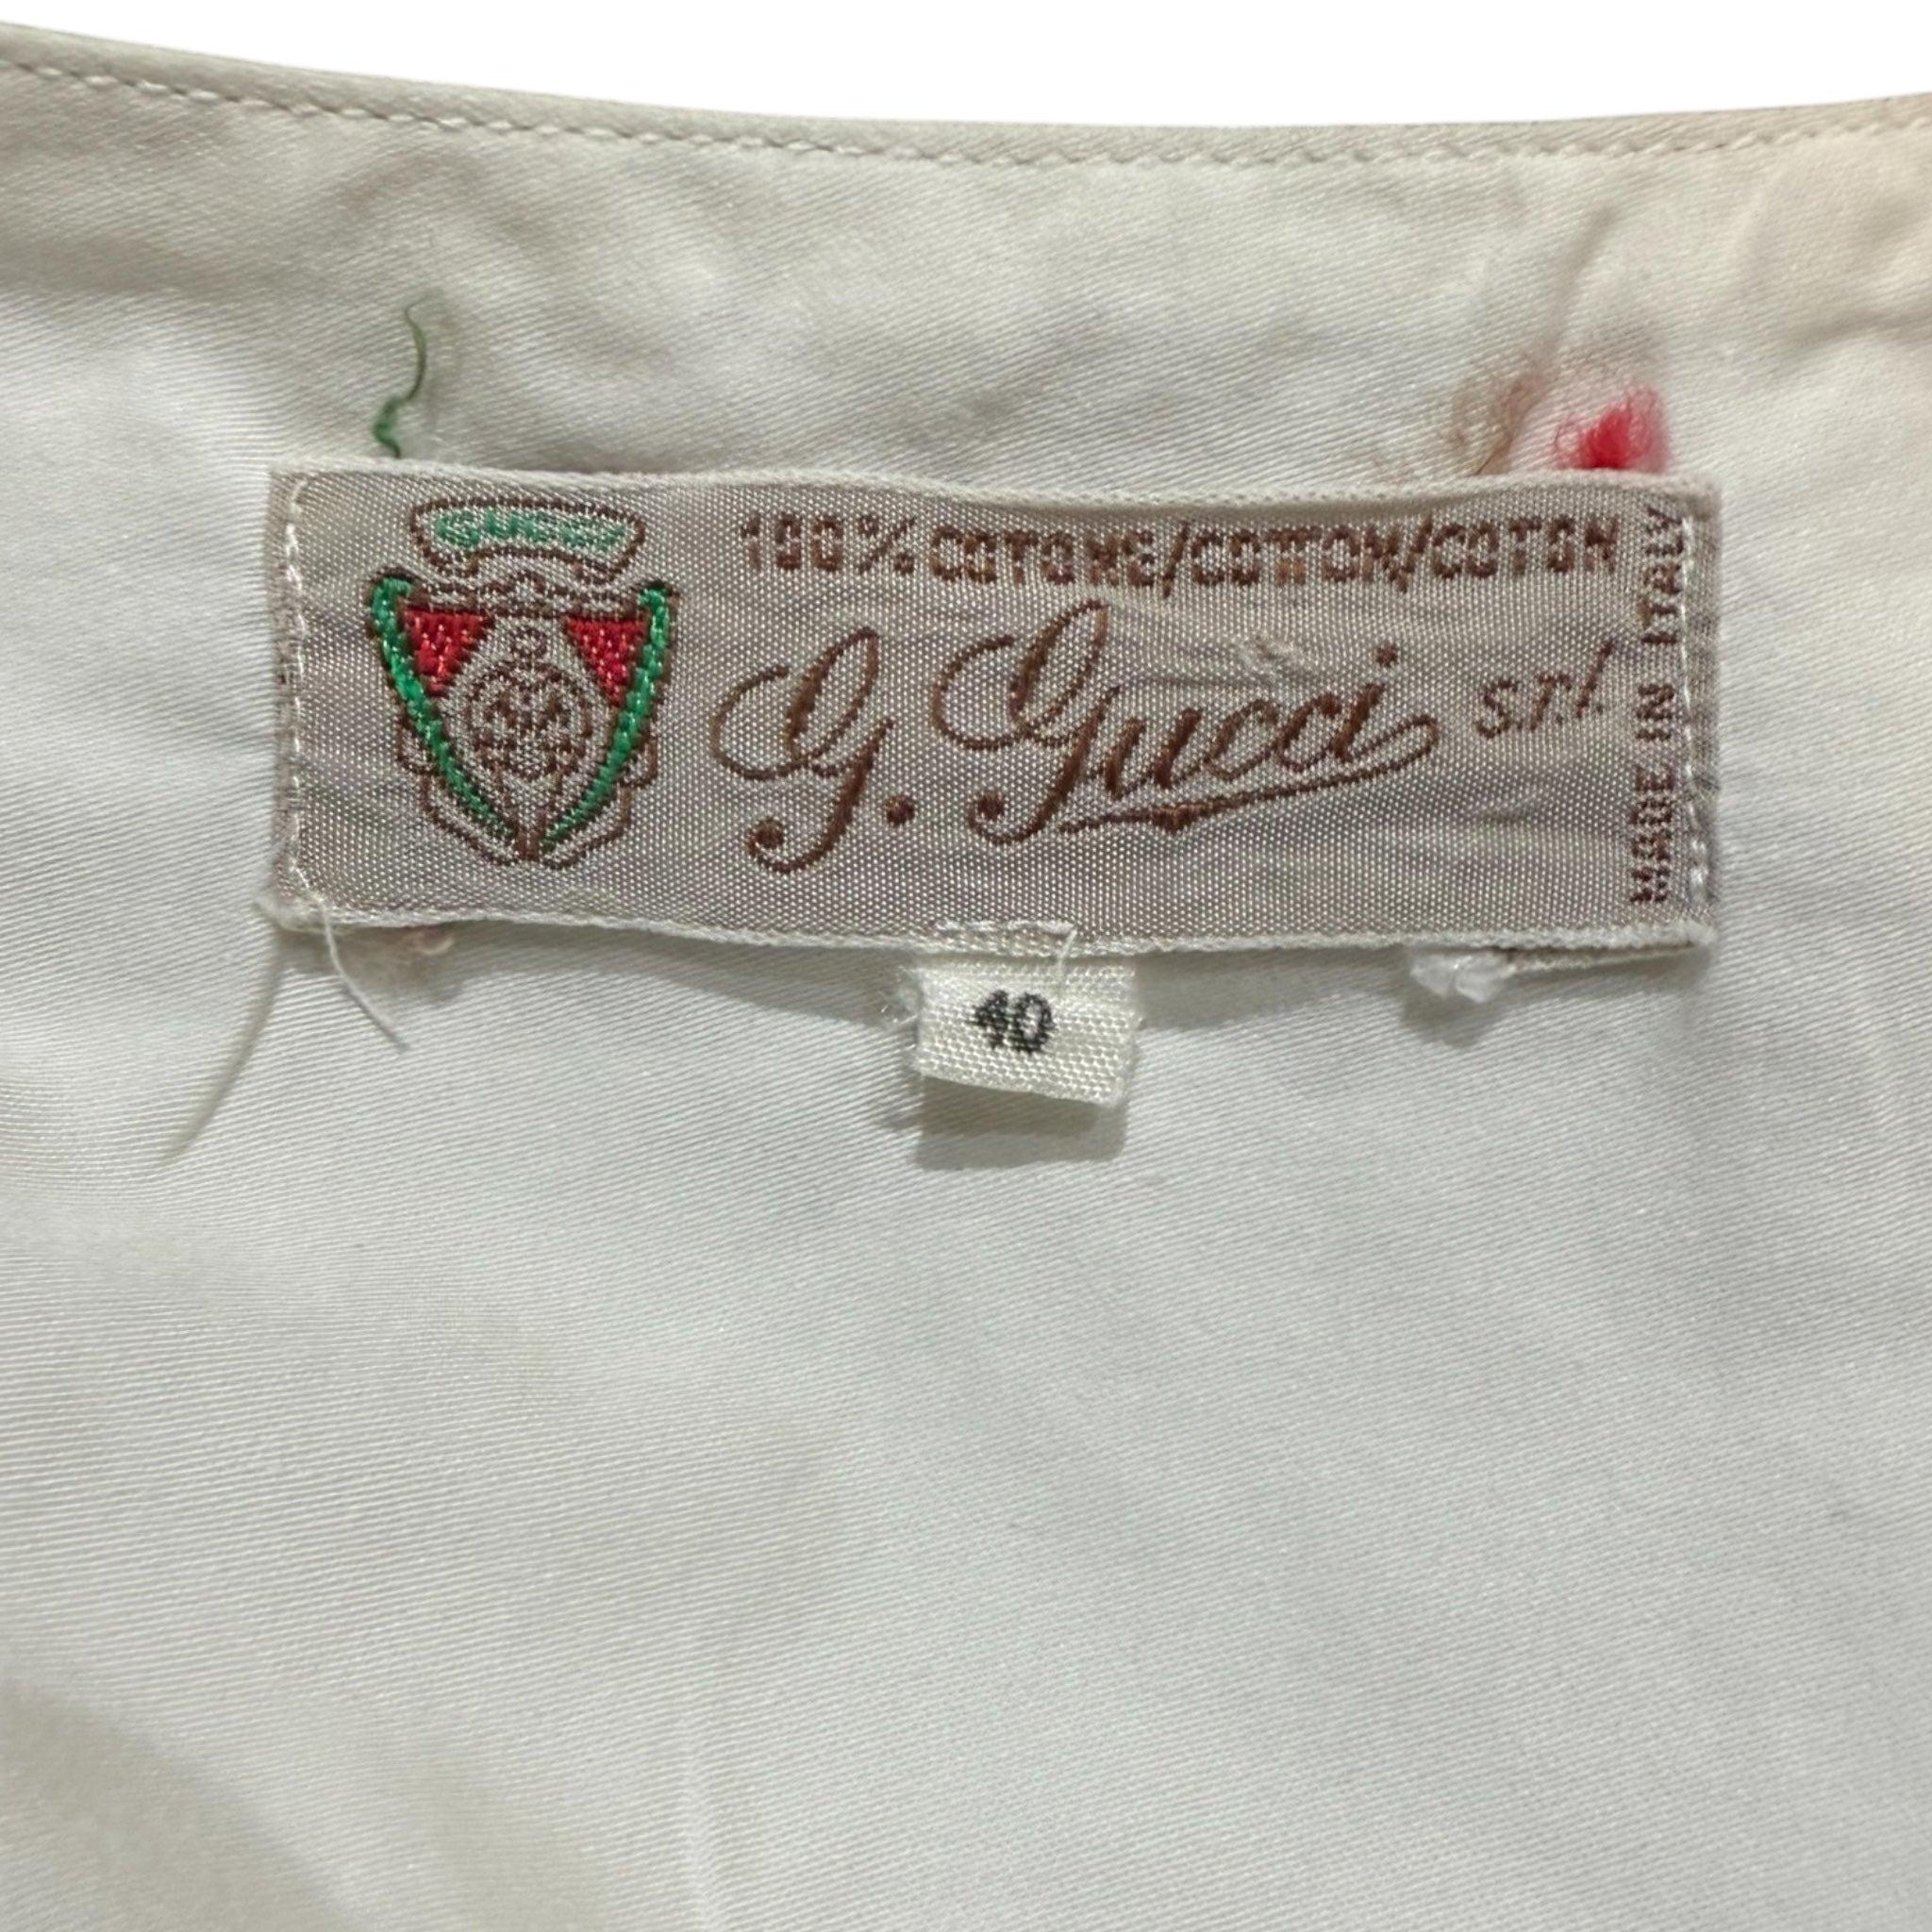 GUCCI
100% COTONE/COTTON/COTON
G. Gucci s.r.l.
MADE IN ITALY
40